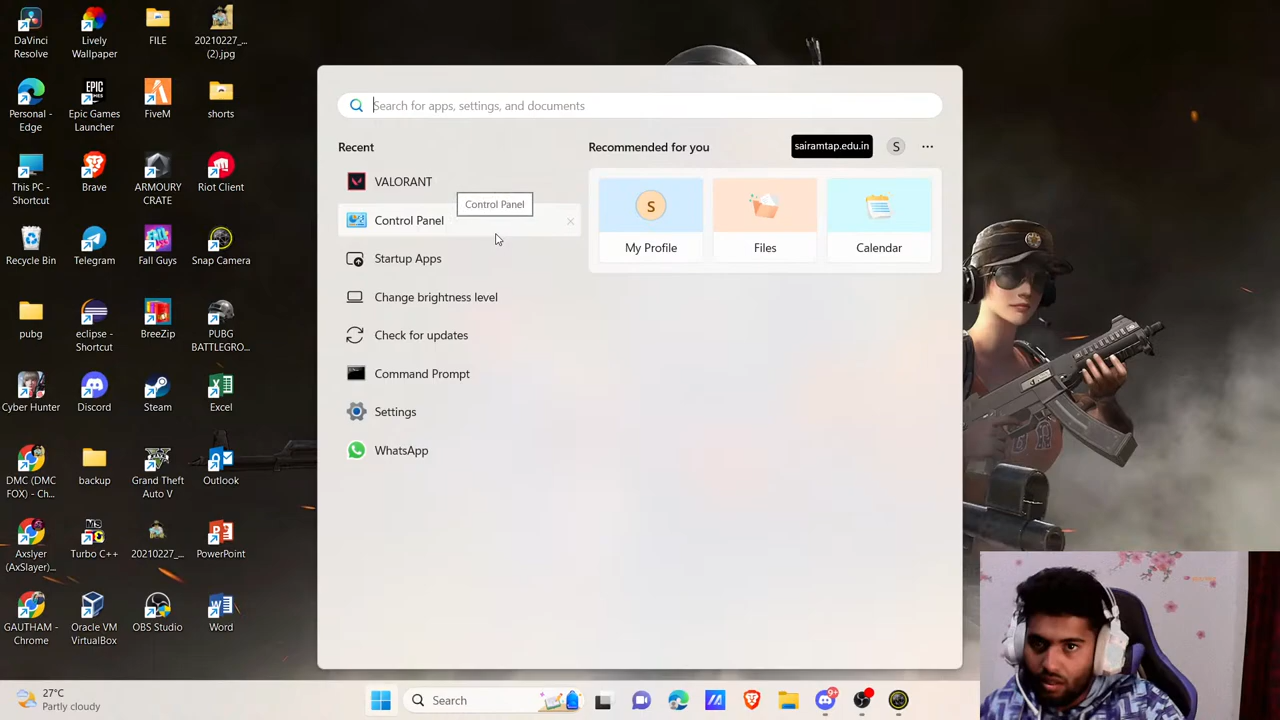 DaVinci
Resolve
Lively
Wallpaper
FILE
20210227_...
(2).jpg
Personal -
Edge
Epic Games
Launcher
FiveM
shorts
This PC -
Shortcut
Brave
ARMOURY
CRATE
Riot Client
Recycle Bin
Telegram
Fall Guys
Snap Camera
pubg
eclipse -
Shortcut
BreeZip
PUBG
BATTLEGRO...
Cyber Hunter
Discord
Steam
Excel
DMC (DMC
FOX) - Ch...
backup
Grand Theft
Auto V
Outlook
Axslyer
(AxSlayer)...
Turbo C++
20210227_...
PowerPoint
GAUTHAM -
Chrome
Oracle VM
VirtualBox
OBS Studio
Word
Search for apps, settings, and documents
Recent
VALORANT
Control Panel
Control Panel
Startup Apps
Change brightness level
Check for updates
Command Prompt
Settings
WhatsApp
Recommended for you
sairamtap.edu.in
S
S
My Profile
Files
Calendar
27°C
Partly cloudy
Search
9+